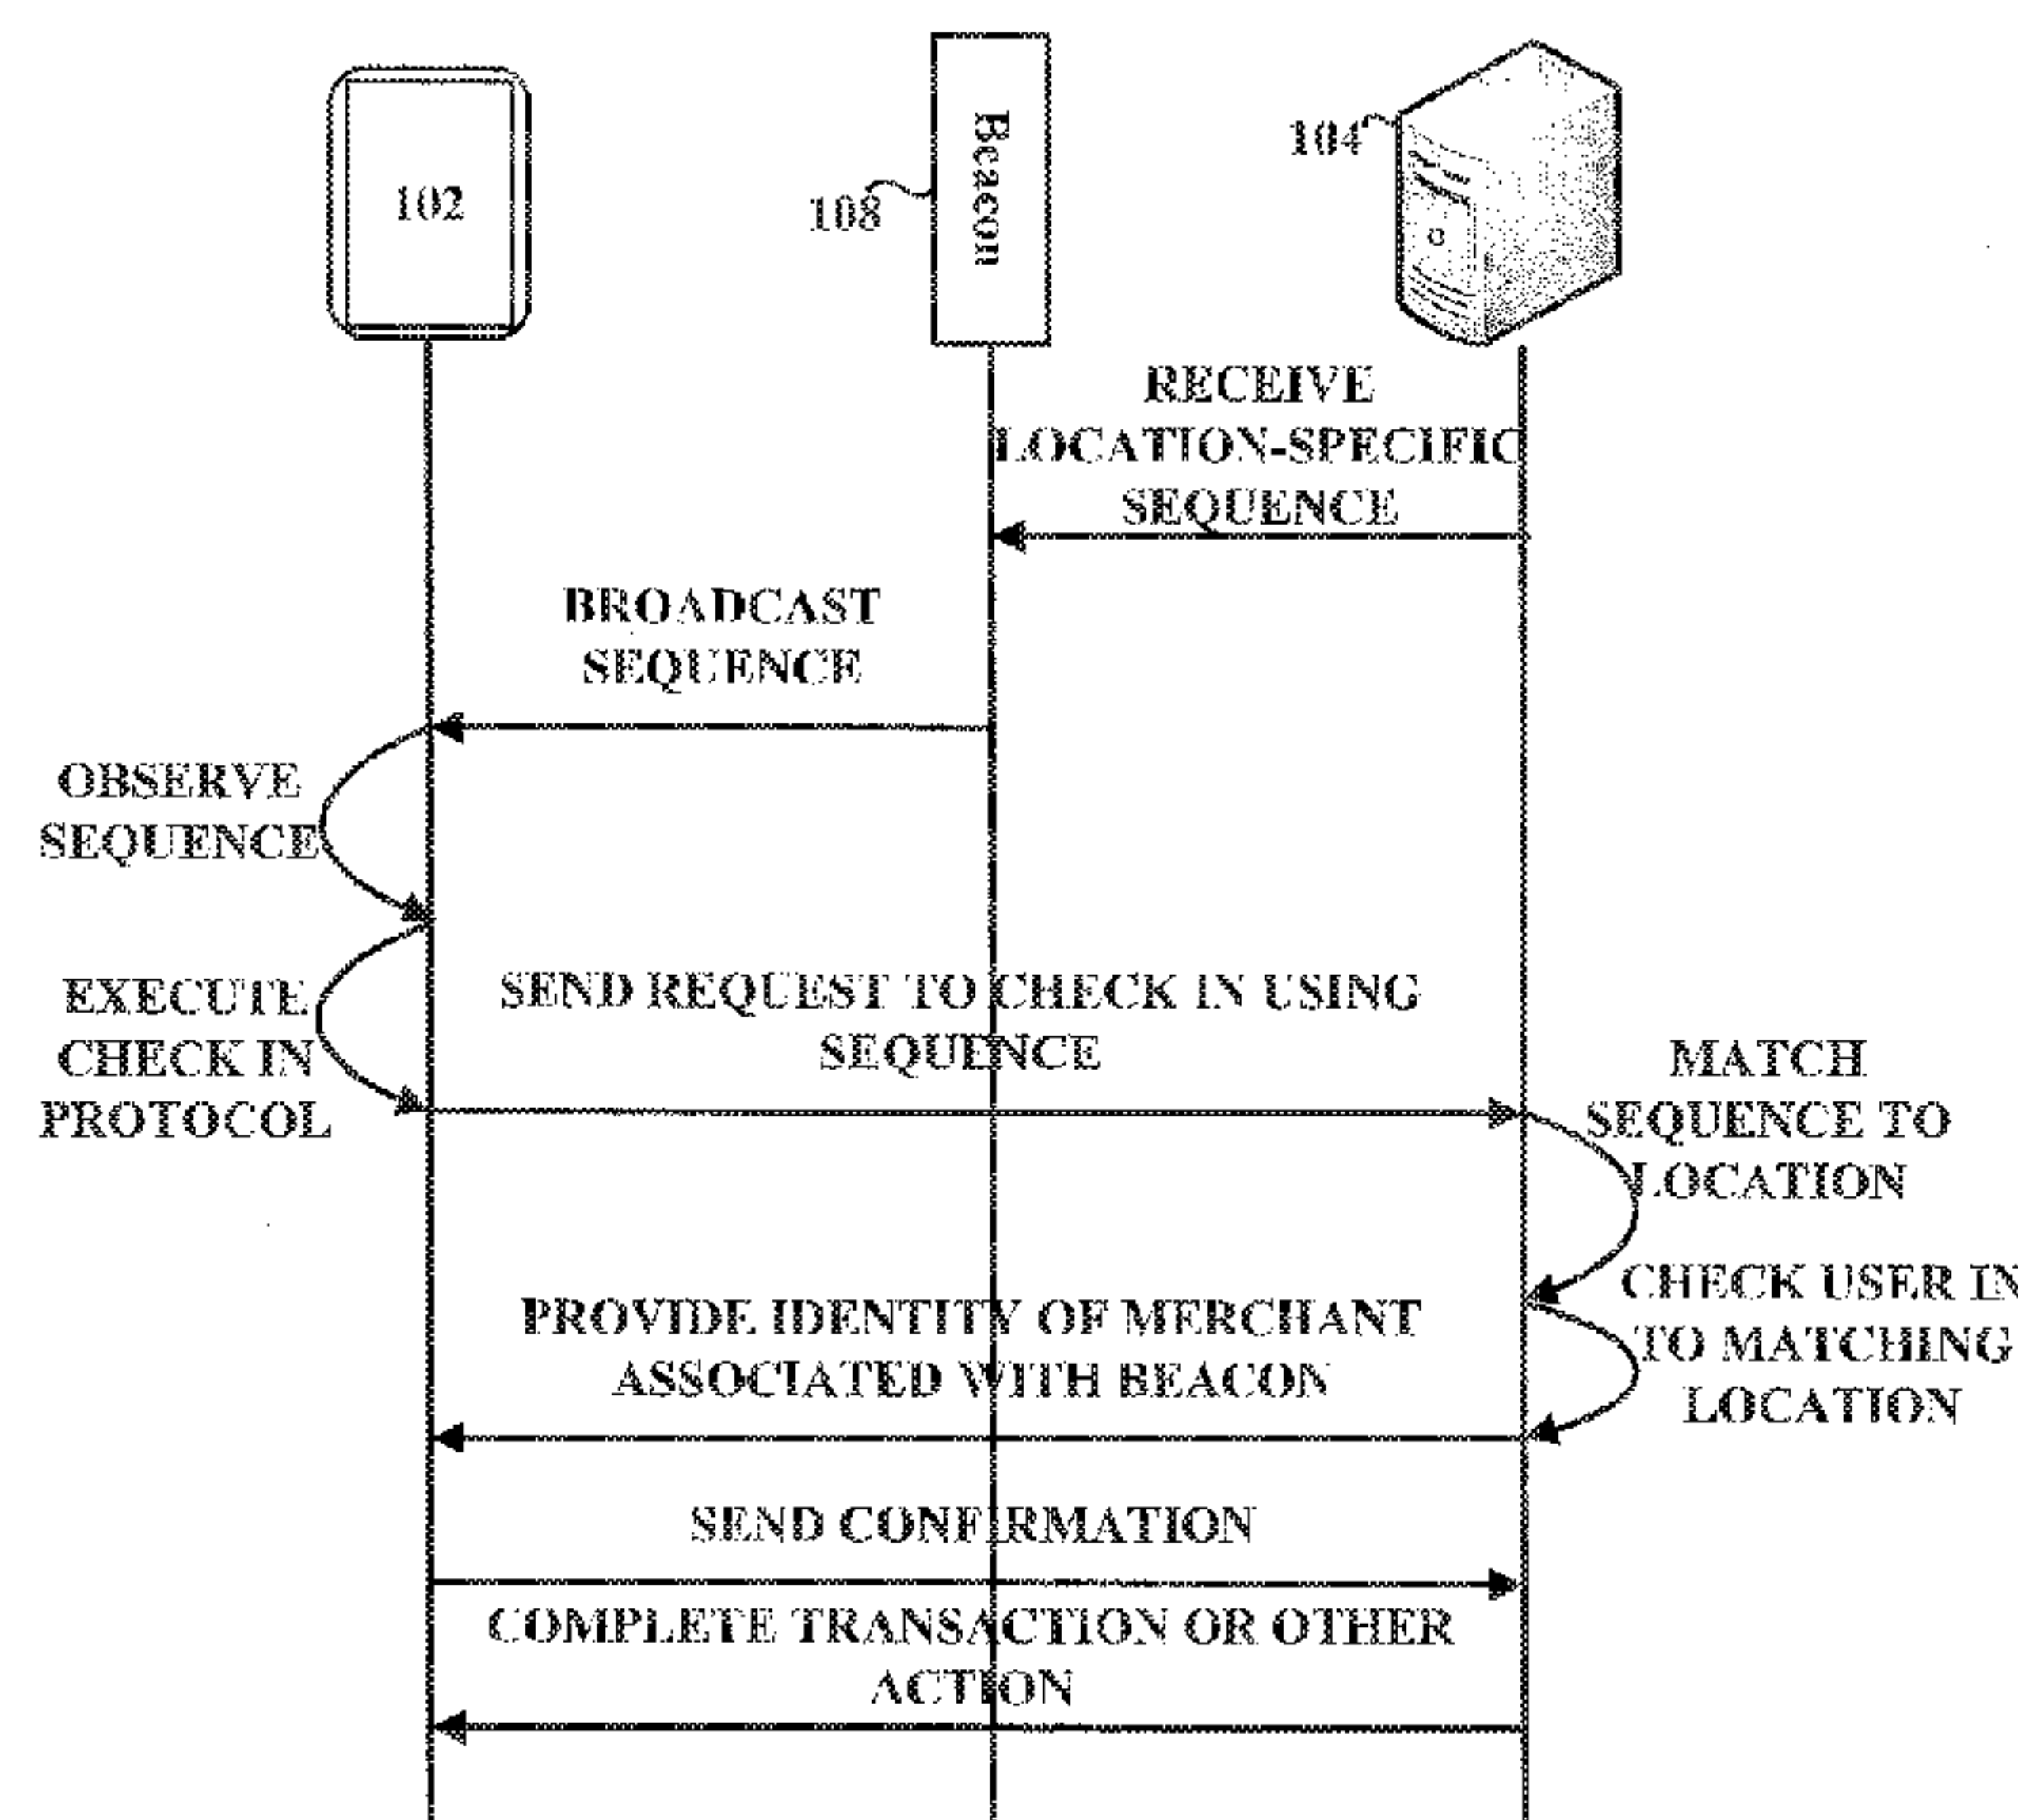 102
108
Beacon
104
RECEIVE
LOCATION-SPECIFIC
SEQUENCE
BROADCAST
SEQUENCE
OBSERVE
SEQUENCE
EXECUTE
CHECK IN
PROTOCOL
SEND REQUEST TO CHECK IN USING
SEQUENCE
MATCH
SEQUENCE TO
LOCATION
CHECK USER IN
TO MATCHING
LOCATION
PROVIDE IDENTITY OF MERCHANT
ASSOCIATED WITH BEACON
SEND CONFIRMATION
COMPLETE TRANSACTION OR OTHER
ACTION